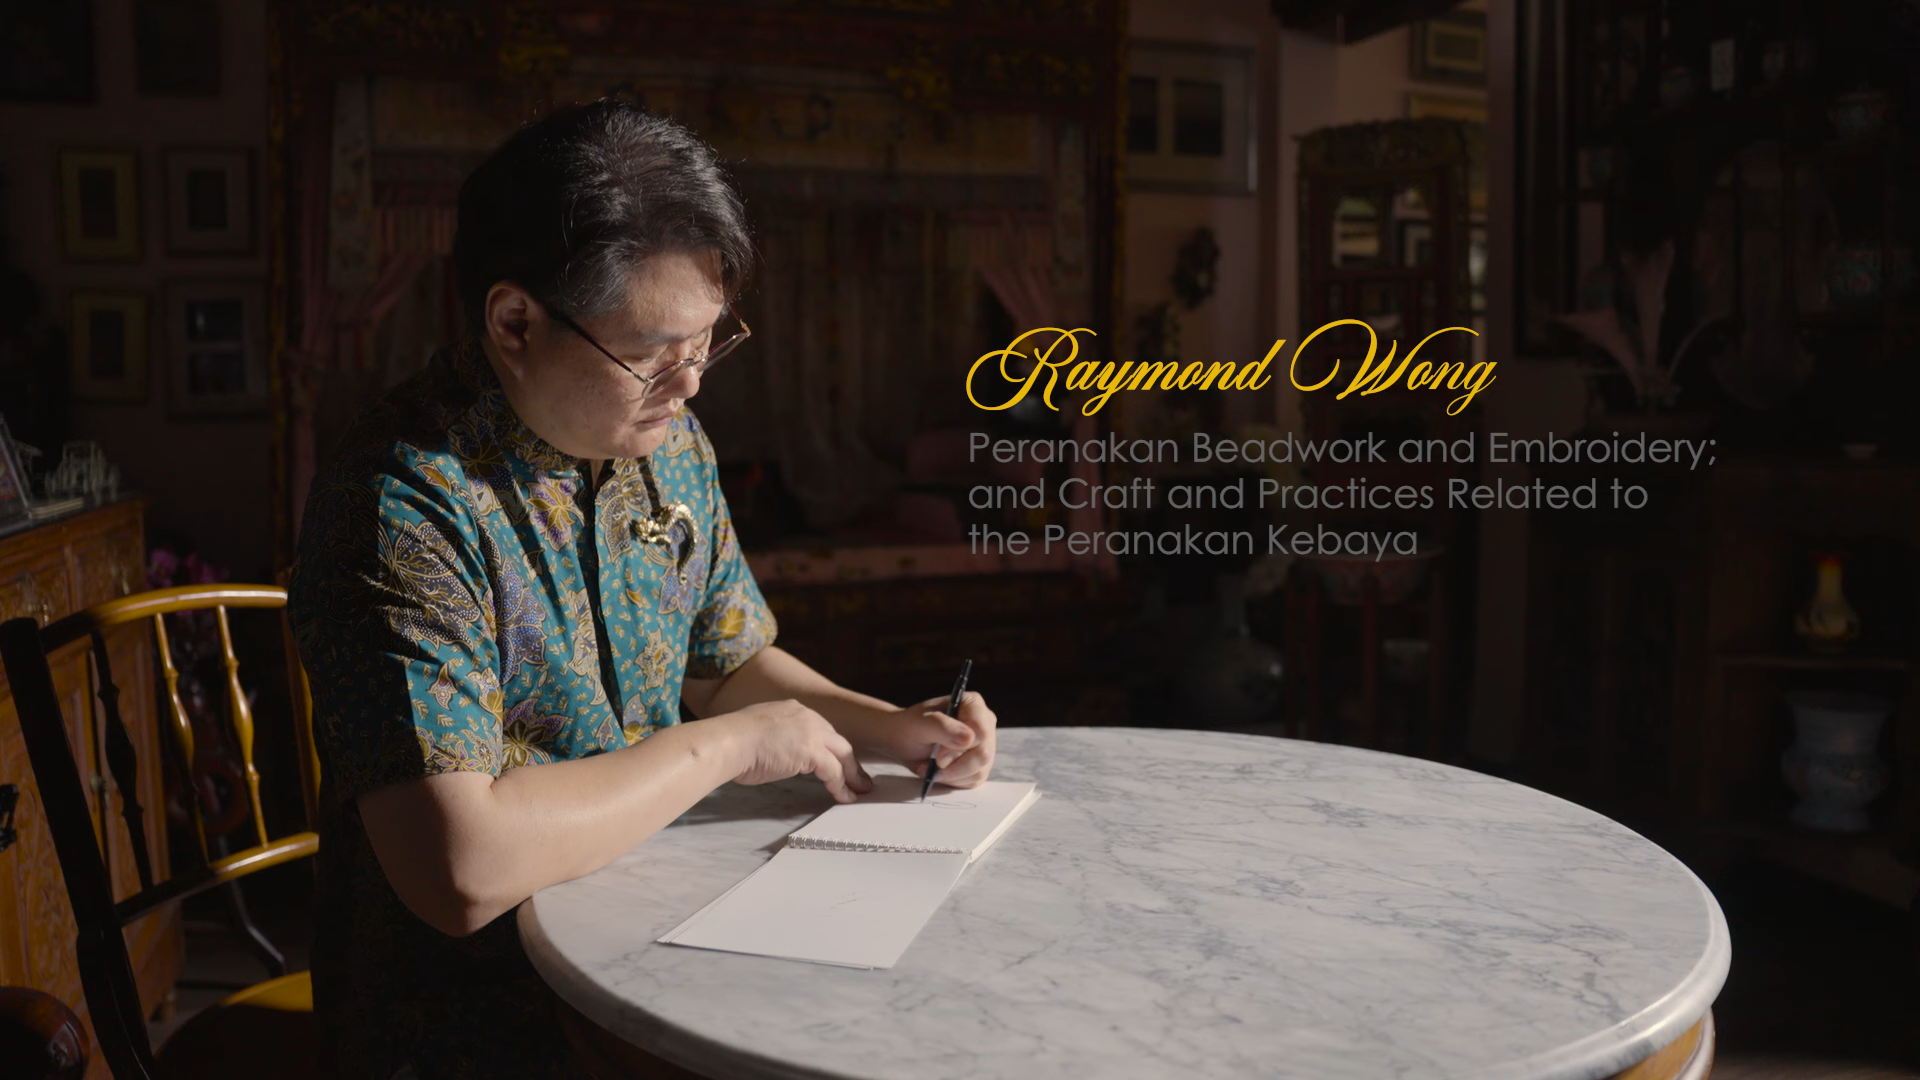 Raymond Wong
Peranakan Beadwork and Embroidery;
and Craft and Practices Related to
the Peranakan Kebaya